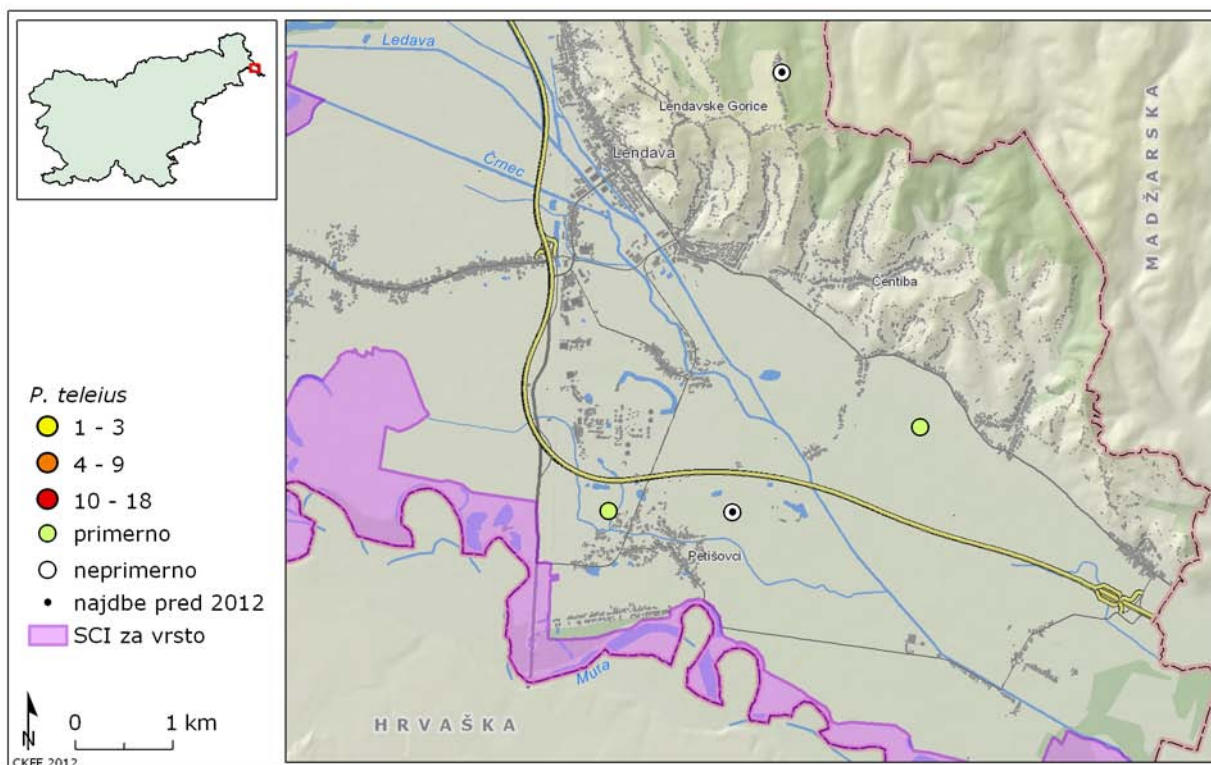 P. teleius
1 - 3
4 - 9
10 - 18
primerno
neprimerno
najdbe pred 2012
SCI za vrsto
N
0 1 km
CKFF 2012
Ledava
Lendavske Gorice
Lendava
Črnec
MADŽARSKA
Čentiba
Petišovci
Muta
HRVAŠKA